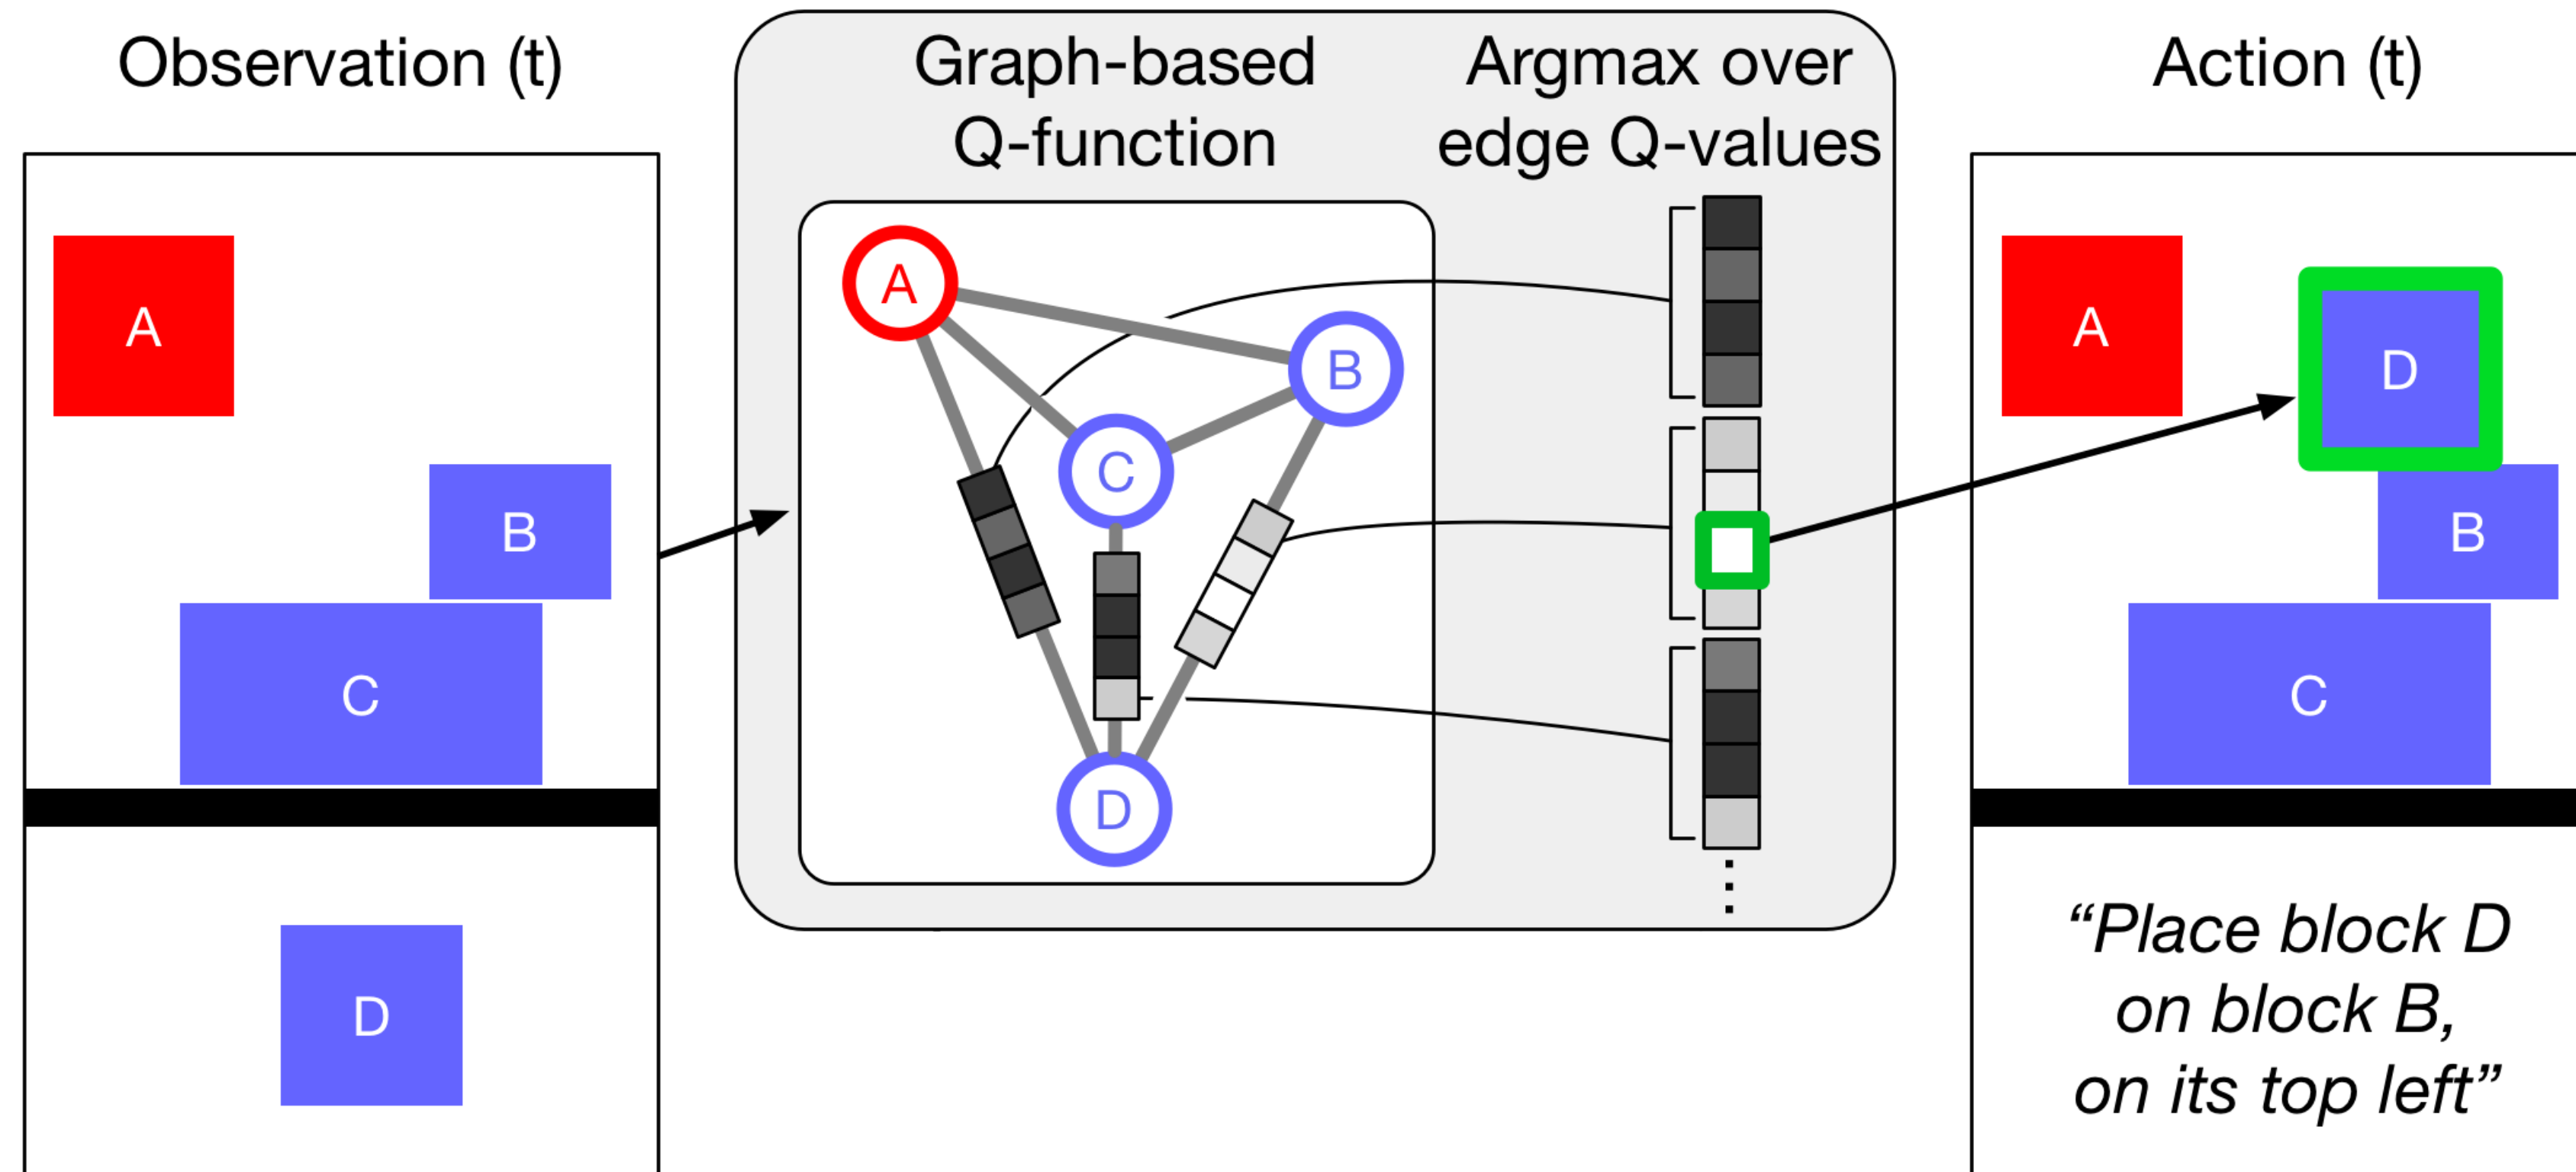 Observation (t)
A
B
C
D
Graph-based
Q-function
A
B
C
D
Argmax over
edge Q-values
Action (t)
A
D
B
C
“Place block D
on block B,
on its top left”